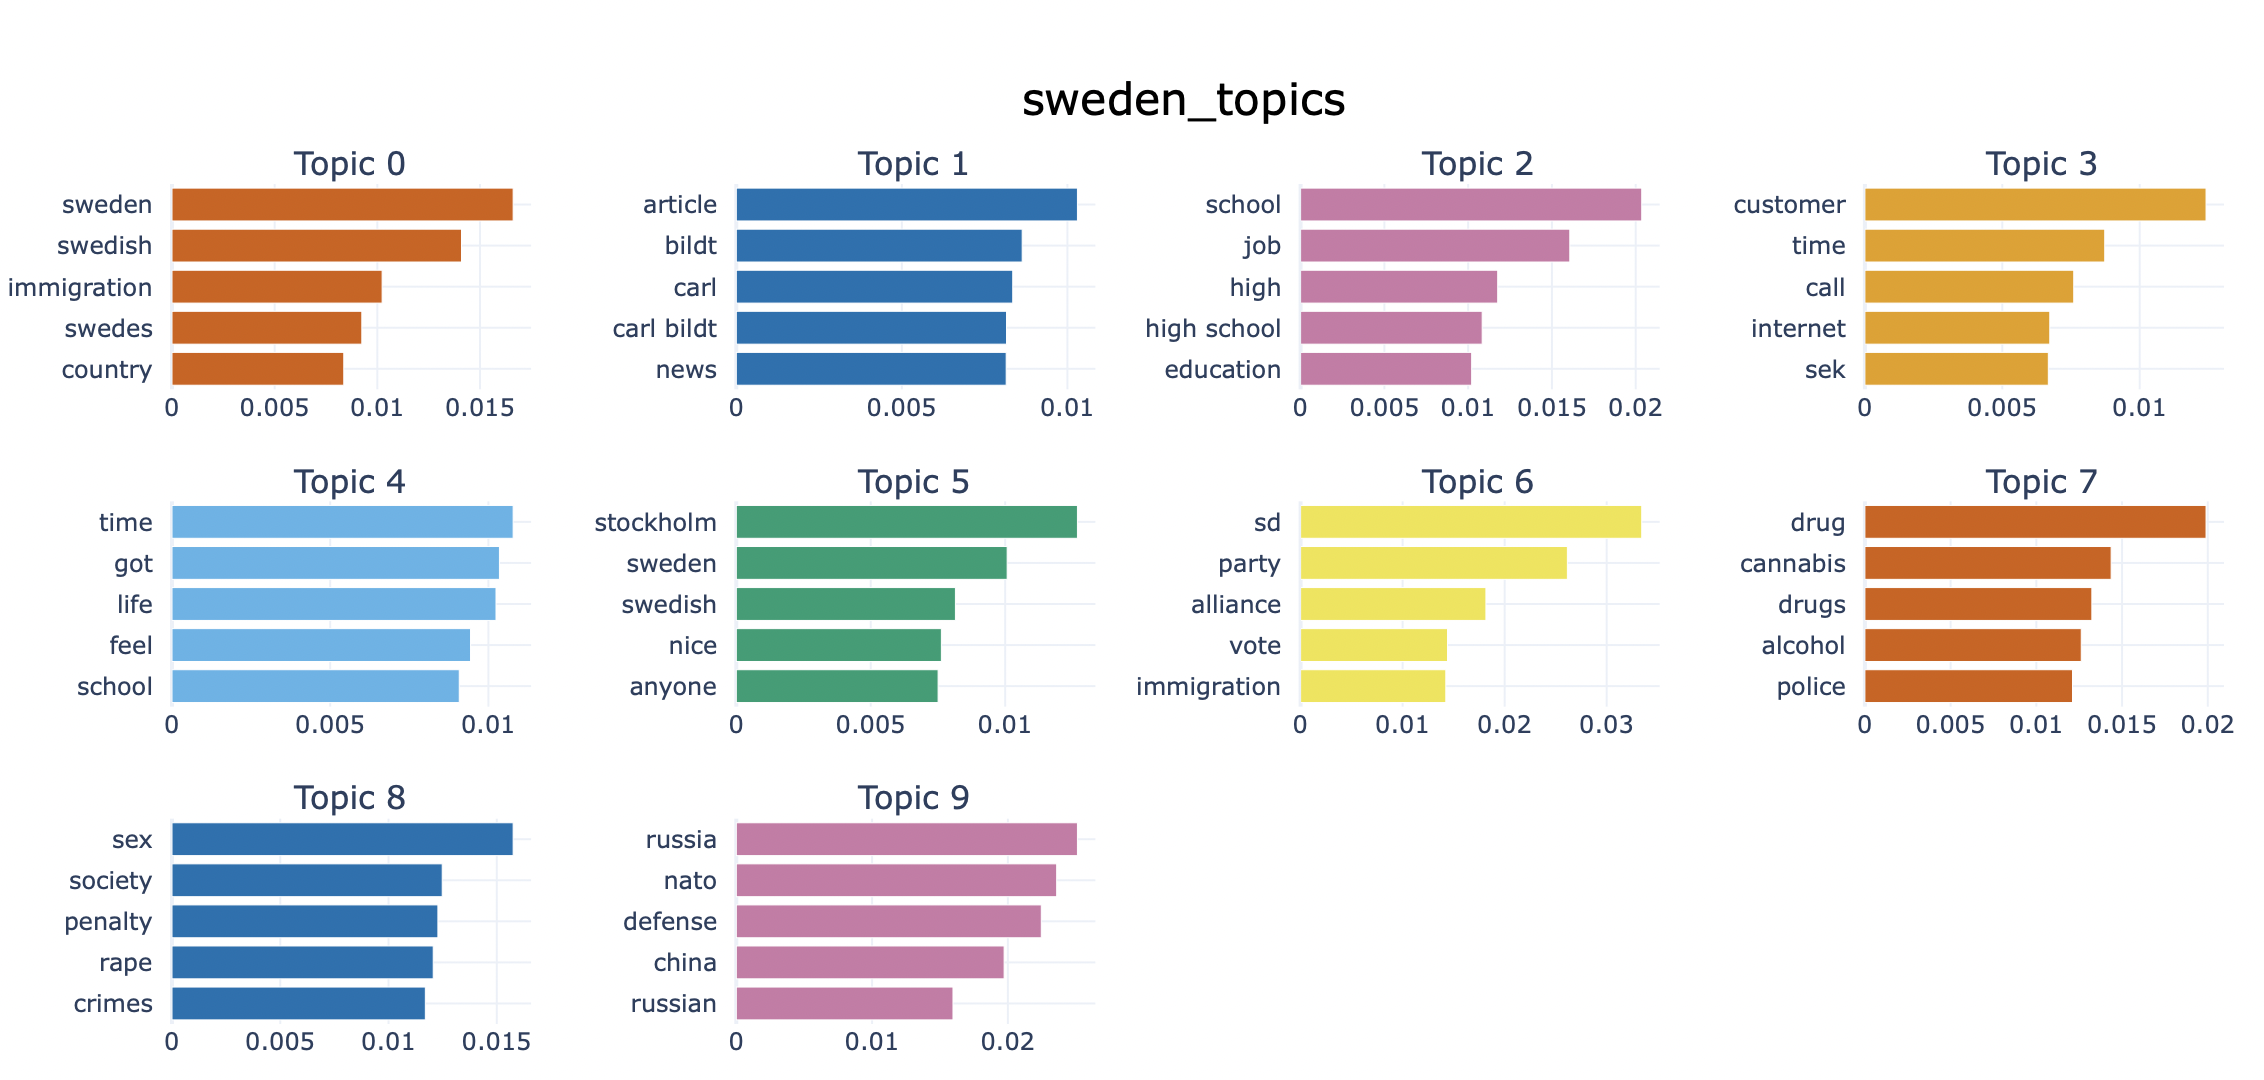 sweden_topics
Topic 0
sweden
swedish
immigration
swedes
country
0 0.005 0.01 0.015
Topic 1
article
bildt
carl
carl bildt
news
0 0.005 0.01
Topic 2
school
job
high
high school
education
0 0.005 0.01 0.015 0.02
Topic 3
customer
time
call
internet
sek
0 0.005 0.01
Topic 4
time
got
life
feel
school
0 0.005 0.01
Topic 5
stockholm
sweden
swedish
nice
anyone
0 0.005 0.01
Topic 6
sd
party
alliance
vote
immigration
0 0.01 0.02 0.03
Topic 7
drug
cannabis
drugs
alcohol
police
0 0.005 0.01 0.015 0.02
Topic 8
sex
society
penalty
rape
crimes
0 0.005 0.01 0.015
Topic 9
russia
nato
defense
china
russian
0 0.01 0.02